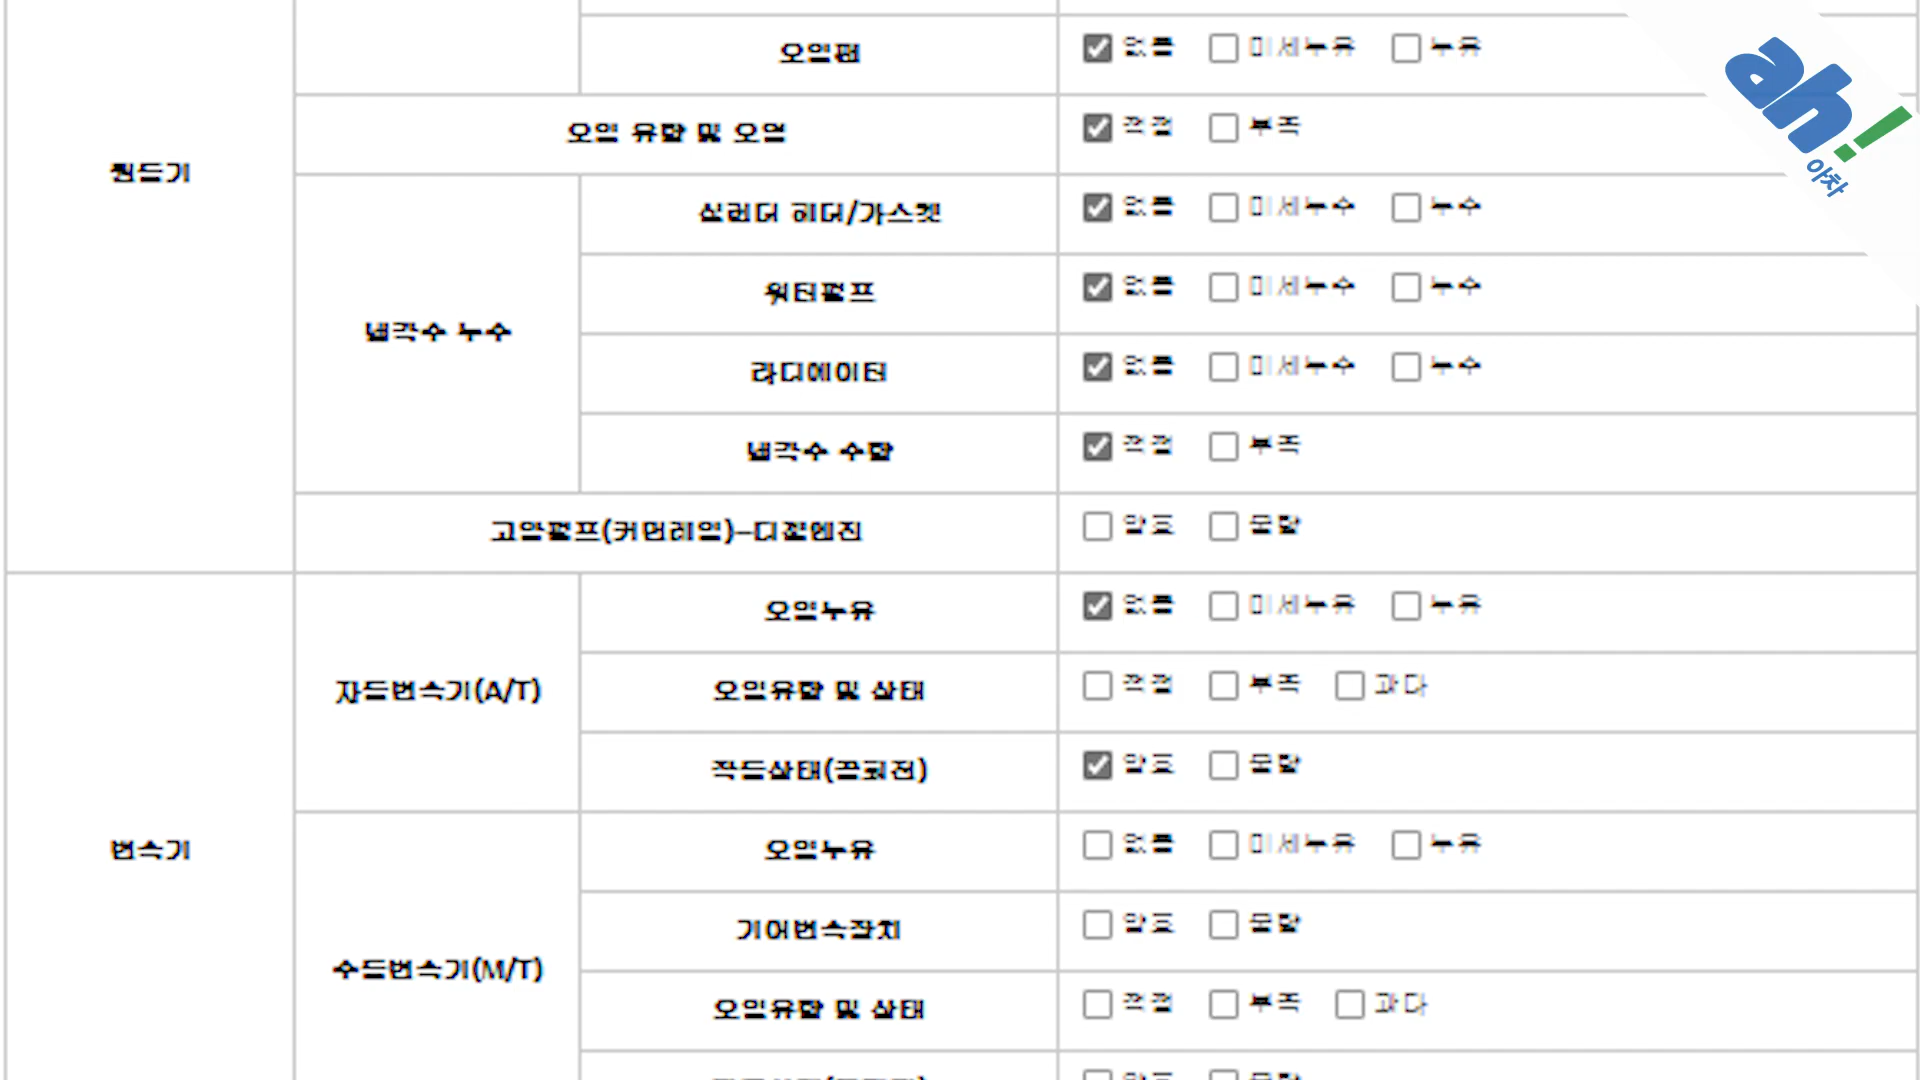 오일팬
☑ 없음 ☐ 미세누유 ☐ 누유
오일 유량 및 오염
☑ 적정 ☐ 부족
원동기
냉각수 누수
실린더 헤더/가스켓
☑ 없음 ☐ 미세누수 ☐ 누수
워터펌프
☑ 없음 ☐ 미세누수 ☐ 누수
라디에이터
☑ 없음 ☐ 미세누수 ☐ 누수
냉각수 수량
☑ 적정 ☐ 부족
고압펌프(커먼레일)-디젤엔진
☐ 양호 ☐ 불량
변속기
자동변속기(A/T)
오일누유
☑ 없음 ☐ 미세누유 ☐ 누유
오일유량 및 상태
☐ 적정 ☐ 부족 ☐ 과다
작동상태(공회전)
☑ 양호 ☐ 불량
수동변속기(M/T)
오일누유
☐ 없음 ☐ 미세누유 ☐ 누유
기어변속장치
☐ 양호 ☐ 불량
오일유량 및 상태
☐ 적정 ☐ 부족 ☐ 과다
ah!
아차